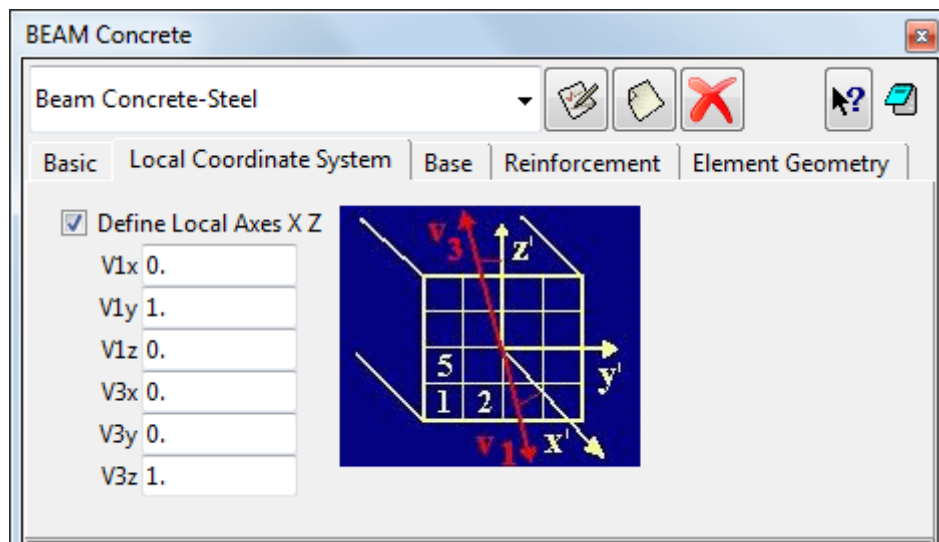 BEAM Concrete
Beam Concrete-Steel
Basic Local Coordinate System Base Reinforcement Element Geometry
Define Local Axes X Z
V1x 0.
V1y 1.
V1z 0.
V3x 0.
V3y 0.
V3z 1.
v3 z'
5 y'
1 2
v1 x'